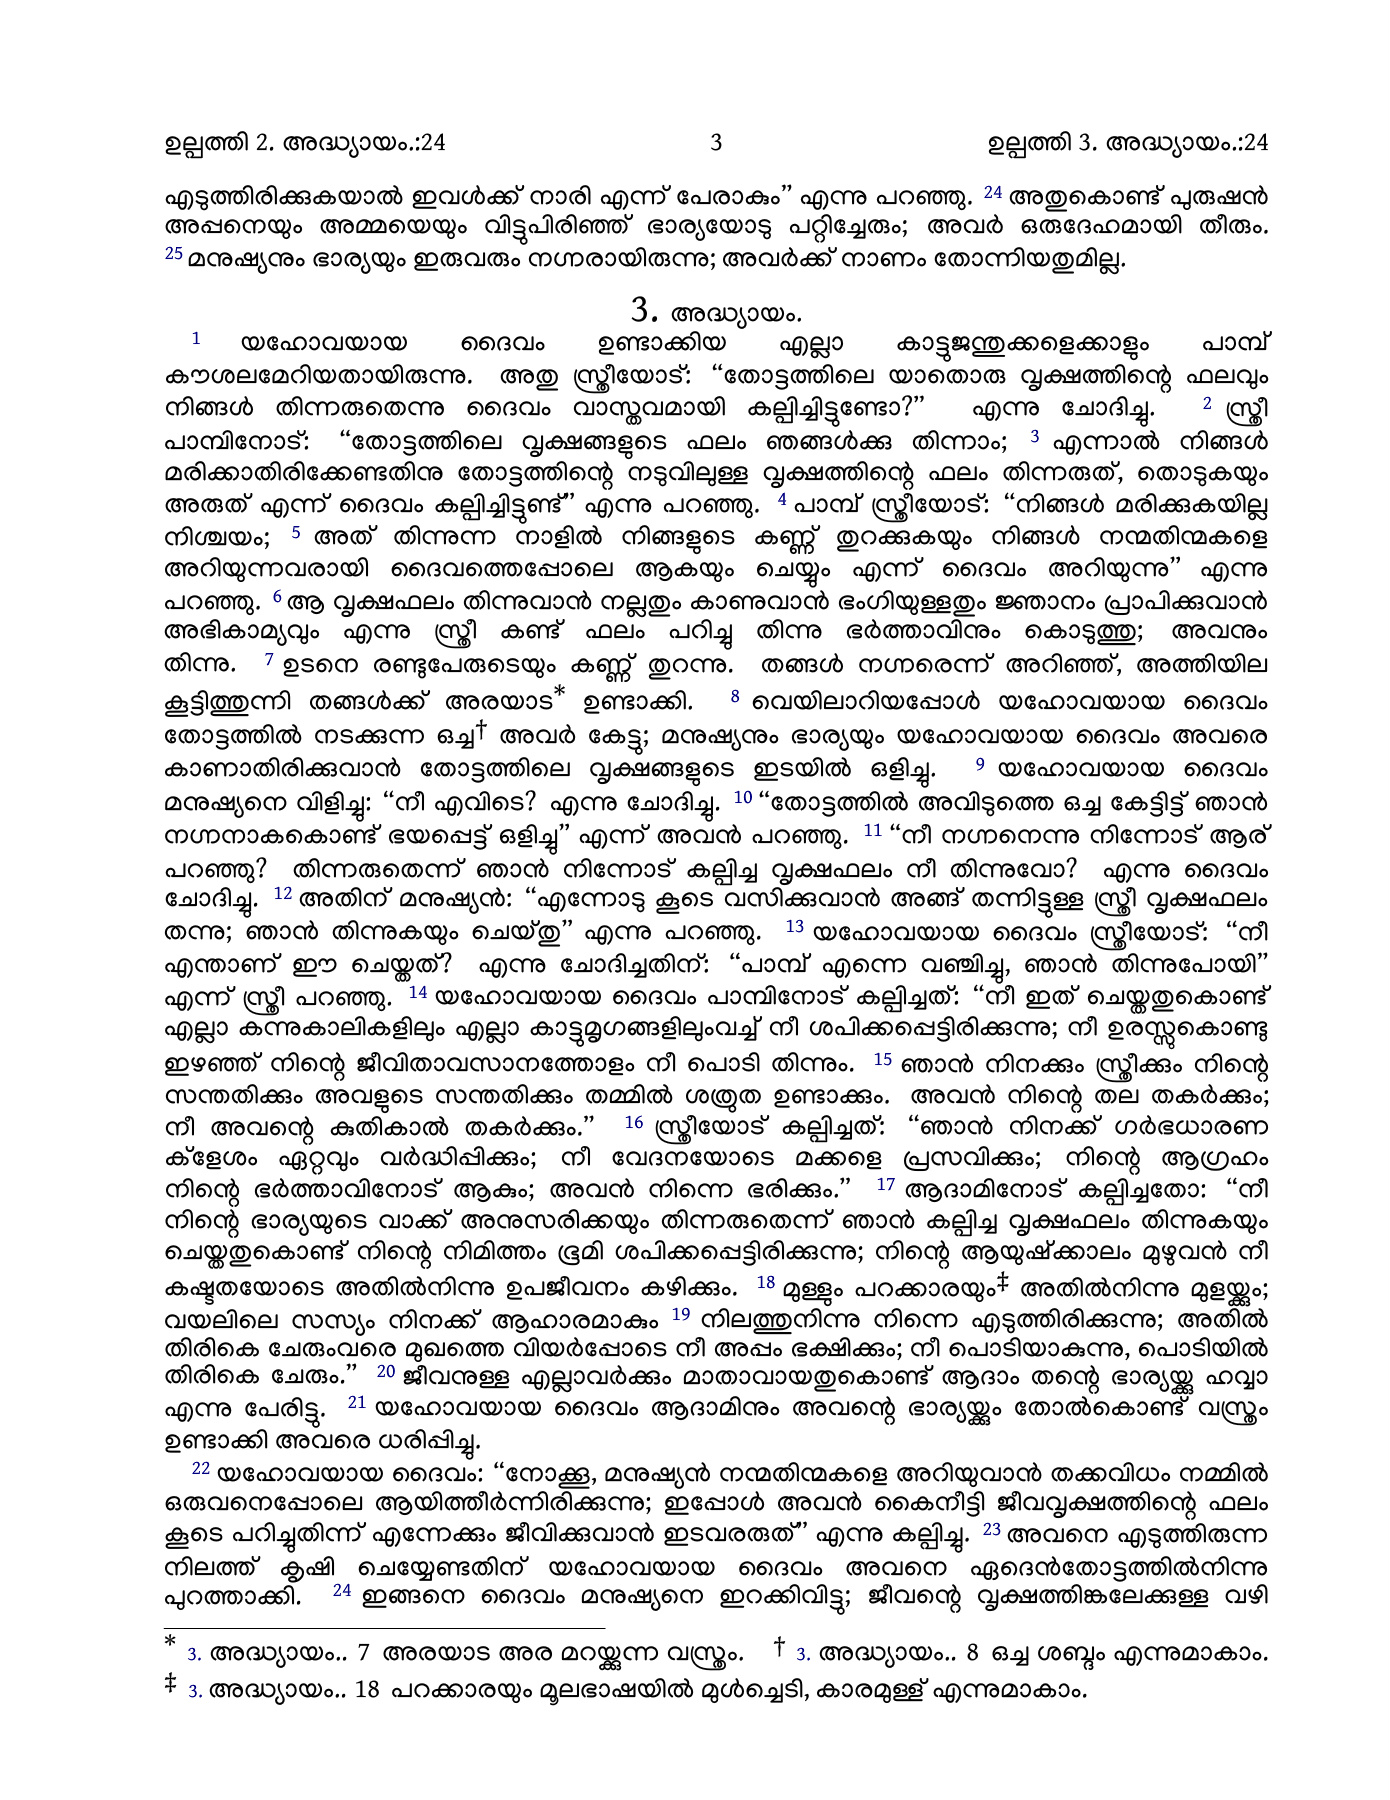 ഉല്പത്തി 2. അദ്ധ്യായം.:24 3 ഉല്പത്തി 3. അദ്ധ്യായം.:24
എടുത്തിരിക്കുകയാൽ ഇവൾക്ക് നാരി എന്ന് പേരാകും” എന്നു പറഞ്ഞു. 24 അതുകൊണ്ട് പുരുഷൻ
അപ്പനെയും അമ്മയെയും വിട്ടുപിരിഞ്ഞ് ഭാര്യയോടു പറ്റിച്ചേരും; അവർ ഒരുദേഹമായി തീരും.
25 മനുഷ്യനും ഭാര്യയും ഇരുവരും നഗ്നരായിരുന്നു; അവർക്ക് നാണം തോന്നിയതുമില്ല.
3. അദ്ധ്യായം.
1 യഹോവയായ ദൈവം ഉണ്ടാക്കിയ എല്ലാ കാട്ടുജന്തുക്കളെക്കാളും പാമ്പ്
കൗശലമേറിയതായിരുന്നു. അതു സ്ത്രീയോട്: “തോട്ടത്തിലെ യാതൊരു വൃക്ഷത്തിന്റെ ഫലവും
നിങ്ങൾ തിന്നരുതെന്നു ദൈവം വാസ്തവമായി കല്പിച്ചിട്ടുണ്ടോ?” എന്നു ചോദിച്ചു. 2 സ്ത്രീ
പാമ്പിനോട്: “തോട്ടത്തിലെ വൃക്ഷങ്ങളുടെ ഫലം ഞങ്ങൾക്കു തിന്നാം; 3 എന്നാൽ നിങ്ങൾ
മരിക്കാതിരിക്കേണ്ടതിനു തോട്ടത്തിന്റെ നടുവിലുള്ള വൃക്ഷത്തിന്റെ ഫലം തിന്നരുത്, തൊടുകയും
അരുത് എന്ന് ദൈവം കല്പിച്ചിട്ടുണ്ട്” എന്നു പറഞ്ഞു. 4 പാമ്പ് സ്ത്രീയോട്: “നിങ്ങൾ മരിക്കുകയില്ല
നിശ്ചയം; 5 അത് തിന്നുന്ന നാളിൽ നിങ്ങളുടെ കണ്ണ് തുറക്കുകയും നിങ്ങൾ നന്മതിന്മകളെ
അറിയുന്നവരായി ദൈവത്തെപ്പോലെ ആകയും ചെയ്യും എന്ന് ദൈവം അറിയുന്നു” എന്നു
പറഞ്ഞു. 6 ആ വൃക്ഷഫലം തിന്നുവാൻ നല്ലതും കാണുവാൻ ഭംഗിയുള്ളതും ജ്ഞാനം പ്രാപിക്കുവാൻ
അഭികാമ്യവും എന്നു സ്ത്രീ കണ്ട് ഫലം പറിച്ചു തിന്നു ഭർത്താവിനും കൊടുത്തു; അവനും
തിന്നു. 7 ഉടനെ രണ്ടുപേരുടെയും കണ്ണ് തുറന്നു. തങ്ങൾ നഗ്നരെന്ന് അറിഞ്ഞ്, അത്തിയില
കൂട്ടിത്തുന്നി തങ്ങൾക്ക് അരയാട* ഉണ്ടാക്കി. 8 വെയിലാറിയപ്പോൾ യഹോവയായ ദൈവം
തോട്ടത്തിൽ നടക്കുന്ന ഒച്ച† അവർ കേട്ടു; മനുഷ്യനും ഭാര്യയും യഹോവയായ ദൈവം അവരെ
കാണാതിരിക്കുവാൻ തോട്ടത്തിലെ വൃക്ഷങ്ങളുടെ ഇടയിൽ ഒളിച്ചു. 9 യഹോവയായ ദൈവം
മനുഷ്യനെ വിളിച്ചു: “നീ എവിടെ? എന്നു ചോദിച്ചു. 10 “തോട്ടത്തിൽ അവിടുത്തെ ഒച്ച കേട്ടിട്ട് ഞാൻ
നഗ്നനാകകൊണ്ട് ഭയപ്പെട്ട് ഒളിച്ചു” എന്ന് അവൻ പറഞ്ഞു. 11 “നീ നഗ്നനെന്നു നിന്നോട് ആര്
പറഞ്ഞു? തിന്നരുതെന്ന് ഞാൻ നിന്നോട് കല്പിച്ച വൃക്ഷഫലം നീ തിന്നുവോ? എന്നു ദൈവം
ചോദിച്ചു. 12 അതിന് മനുഷ്യൻ: “എന്നോടു കൂടെ വസിക്കുവാൻ അങ്ങ് തന്നിട്ടുള്ള സ്ത്രീ വൃക്ഷഫലം
തന്നു; ഞാൻ തിന്നുകയും ചെയ്‌തു” എന്നു പറഞ്ഞു. 13 യഹോവയായ ദൈവം സ്ത്രീയോട്: “നീ
എന്താണ് ഈ ചെയ്തത്? എന്നു ചോദിച്ചതിന്: “പാമ്പ് എന്നെ വഞ്ചിച്ചു, ഞാൻ തിന്നുപോയി”
എന്ന് സ്ത്രീ പറഞ്ഞു. 14 യഹോവയായ ദൈവം പാമ്പിനോട് കല്പിച്ചത്: “നീ ഇത് ചെയ്തതുകൊണ്ട്
എല്ലാ കന്നുകാലികളിലും എല്ലാ കാട്ടുമൃഗങ്ങളിലുംവച്ച് നീ ശപിക്കപ്പെട്ടിരിക്കുന്നു; നീ ഉരസ്സുകൊണ്ടു
ഇഴഞ്ഞ് നിന്റെ ജീവിതാവസാനത്തോളം നീ പൊടി തിന്നും. 15 ഞാൻ നിനക്കും സ്ത്രീക്കും നിന്റെ
സന്തതിക്കും അവളുടെ സന്തതിക്കും തമ്മിൽ ശത്രുത ഉണ്ടാക്കും. അവൻ നിന്റെ തല തകർക്കും;
നീ അവന്റെ കുതികാൽ തകർക്കും.” 16 സ്ത്രീയോട് കല്പിച്ചത്: “ഞാൻ നിനക്ക് ഗർഭധാരണ
ക്ളേശം ഏറ്റവും വർദ്ധിപ്പിക്കും; നീ വേദനയോടെ മക്കളെ പ്രസവിക്കും; നിന്റെ ആഗ്രഹം
നിന്റെ ഭർത്താവിനോട് ആകും; അവൻ നിന്നെ ഭരിക്കും.” 17 ആദാമിനോട് കല്പിച്ചതോ: “നീ
നിന്റെ ഭാര്യയുടെ വാക്ക് അനുസരിക്കയും തിന്നരുതെന്ന് ഞാൻ കല്പിച്ച വൃക്ഷഫലം തിന്നുകയും
ചെയ്തതുകൊണ്ട് നിന്റെ നിമിത്തം ഭൂമി ശപിക്കപ്പെട്ടിരിക്കുന്നു; നിന്റെ ആയുഷ്ക്കാലം മുഴുവൻ നീ
കഷ്ടതയോടെ അതിൽനിന്നു ഉപജീവനം കഴിക്കും. 18 മുള്ളും പറക്കാരയും‡ അതിൽനിന്നു മുളയ്ക്കും;
വയലിലെ സസ്യം നിനക്ക് ആഹാരമാകും 19 നിലത്തുനിന്നു നിന്നെ എടുത്തിരിക്കുന്നു; അതിൽ
തിരികെ ചേരുംവരെ മുഖത്തെ വിയർപ്പോടെ നീ അപ്പം ഭക്ഷിക്കും; നീ പൊടിയാകുന്നു, പൊടിയിൽ
തിരികെ ചേരും.” 20 ജീവനുള്ള എല്ലാവർക്കും മാതാവായതുകൊണ്ട് ആദാം തന്റെ ഭാര്യയ്ക്കു ഹവ്വാ
എന്നു പേരിട്ടു. 21 യഹോവയായ ദൈവം ആദാമിനും അവന്റെ ഭാര്യയ്ക്കും തോൽകൊണ്ട് വസ്ത്രം
ഉണ്ടാക്കി അവരെ ധരിപ്പിച്ചു.
22 യഹോവയായ ദൈവം: “നോക്കൂ, മനുഷ്യൻ നന്മതിന്മകളെ അറിയുവാൻ തക്കവിധം നമ്മിൽ
ഒരുവനെപ്പോലെ ആയിത്തീർന്നിരിക്കുന്നു; ഇപ്പോൾ അവൻ കൈനീട്ടി ജീവവൃക്ഷത്തിന്റെ ഫലം
കൂടെ പറിച്ചുതിന്ന് എന്നേക്കും ജീവിക്കുവാൻ ഇടവരരുത്” എന്നു കല്പിച്ചു. 23 അവനെ എടുത്തിരുന്ന
നിലത്ത് കൃഷി ചെയ്യേണ്ടതിന് യഹോവയായ ദൈവം അവനെ ഏദെൻതോട്ടത്തിൽനിന്നു
പുറത്താക്കി. 24 ഇങ്ങനെ ദൈവം മനുഷ്യനെ ഇറക്കിവിട്ടു; ജീവന്റെ വൃക്ഷത്തിങ്കലേക്കുള്ള വഴി
* 3. അദ്ധ്യായം.. 7 അരയാട അര മറയ്ക്കുന്ന വസ്ത്രം. † 3. അദ്ധ്യായം.. 8 ഒച്ച ശബ്ദം എന്നുമാകാം.
‡ 3. അദ്ധ്യായം.. 18 പറക്കാരയും മൂലഭാഷയിൽ മുൾച്ചെടി, കാരമുള്ള് എന്നുമാകാം.